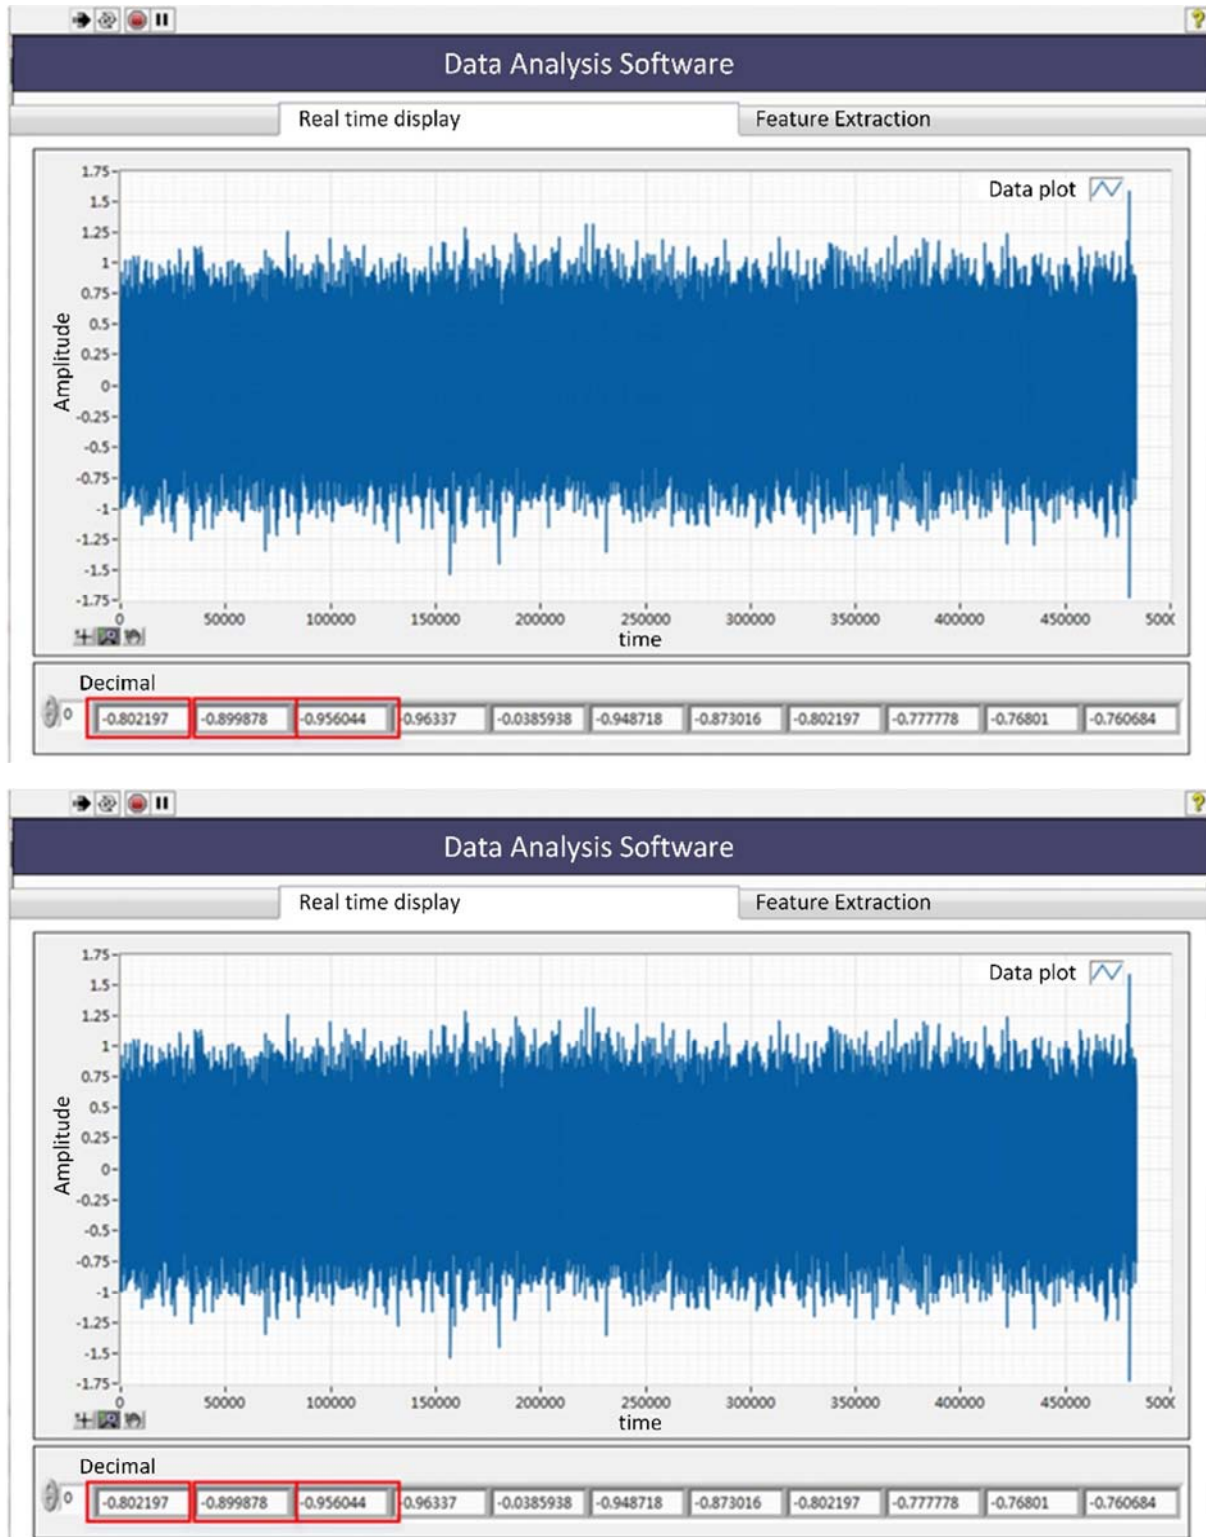 Data Analysis Software
Real time display Feature Extraction
Data plot
1.75
1.5
1.25
1
0.75
0.5
0.25
0
-0.25
-0.5
-0.75
-1
-1.25
-1.5
-1.75
Amplitude
0 50000 100000 150000 200000 250000 300000 350000 400000 450000 5000
time
Decimal
0 -0.802197 -0.899878 -0.956044 -0.96337 -0.0385938 -0.948718 -0.873016 -0.802197 -0.777778 -0.76801 -0.760684
Data Analysis Software
Real time display Feature Extraction
Data plot
1.75
1.5
1.25
1
0.75
0.5
0.25
0
-0.25
-0.5
-0.75
-1
-1.25
-1.5
-1.75
Amplitude
0 50000 100000 150000 200000 250000 300000 350000 400000 450000 5000
time
Decimal
0 -0.802197 -0.899878 -0.956044 -0.96337 -0.0385938 -0.948718 -0.873016 -0.802197 -0.777778 -0.76801 -0.760684